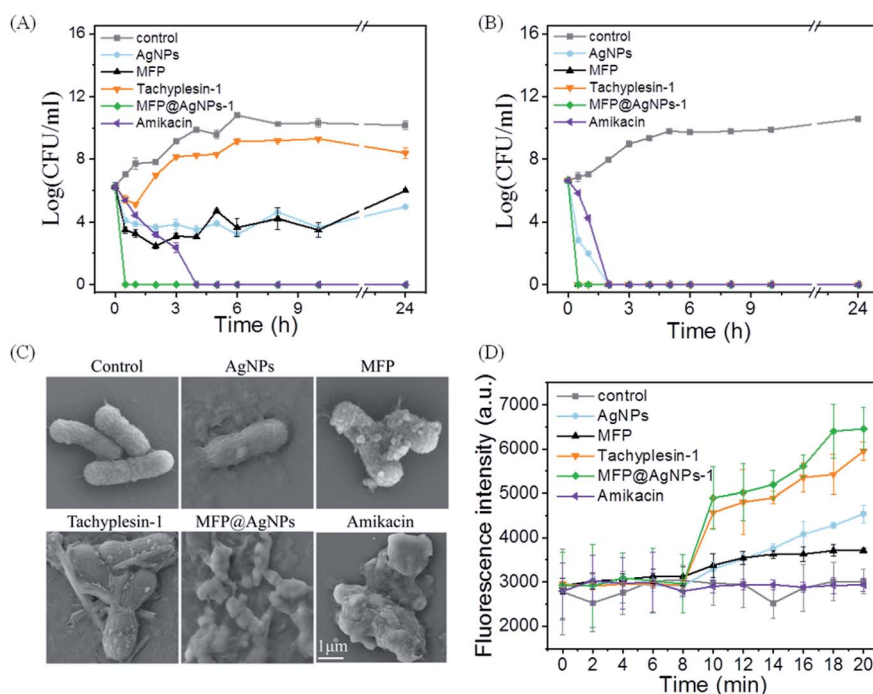 (A)
16
12
8
4
0
Log(CFU/ml)
control
AgNPs
MFP
Tachyplesin-1
MFP@AgNPs-1
Amikacin
0 3 6 9 24
Time (h)
(B)
16
12
8
4
0
Log(CFU/ml)
control
AgNPs
MFP
Tachyplesin-1
MFP@AgNPs-1
Amikacin
0 3 6 9 24
Time (h)
(C)
Control AgNPs MFP
Tachyplesin-1 MFP@AgNPs Amikacin
1μm
(D)
7000
6000
5000
4000
3000
2000
Fluorescence intensity (a.u.)
control
AgNPs
MFP
Tachyplesin-1
MFP@AgNPs-1
Amikacin
0 2 4 6 8 10 12 14 16 18 20
Time (min)